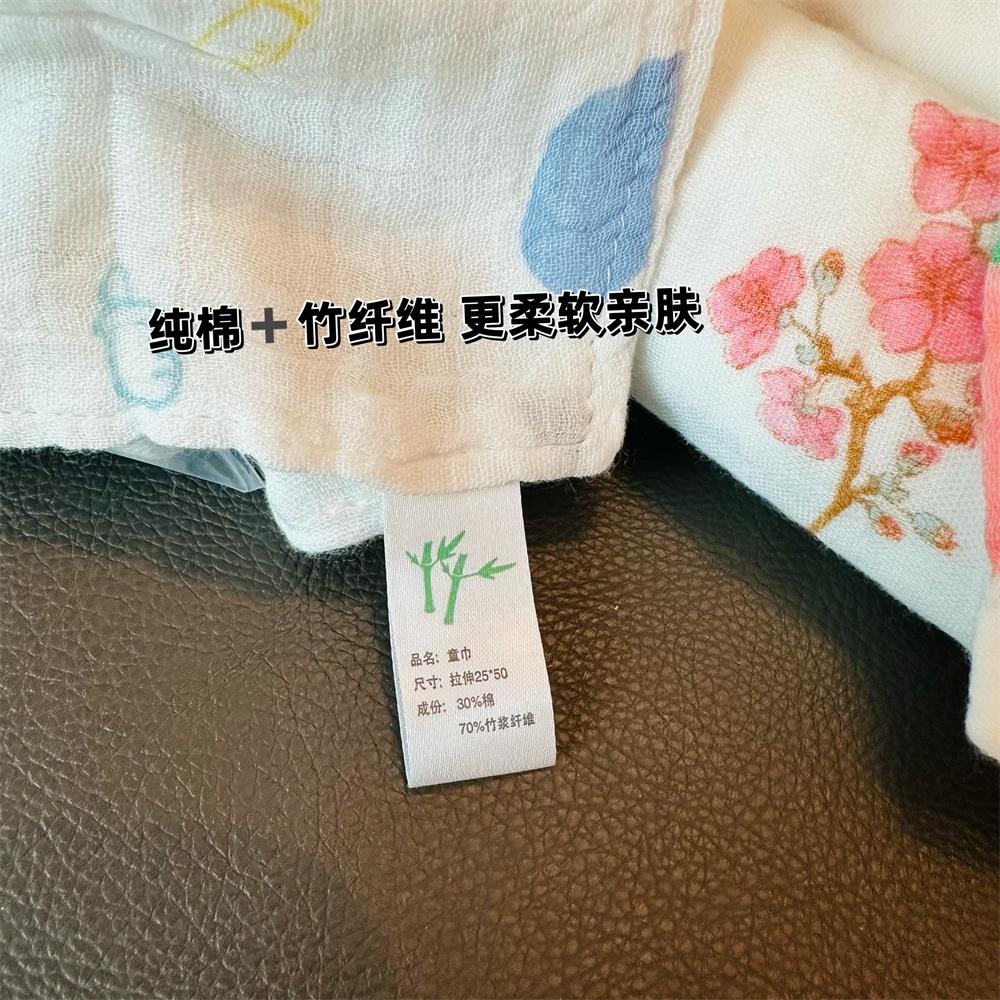 纯棉➕竹纤维 更柔软亲肤
品名: 童巾
尺寸: 拉伸25*50
成份: 30%棉
70%竹浆纤维